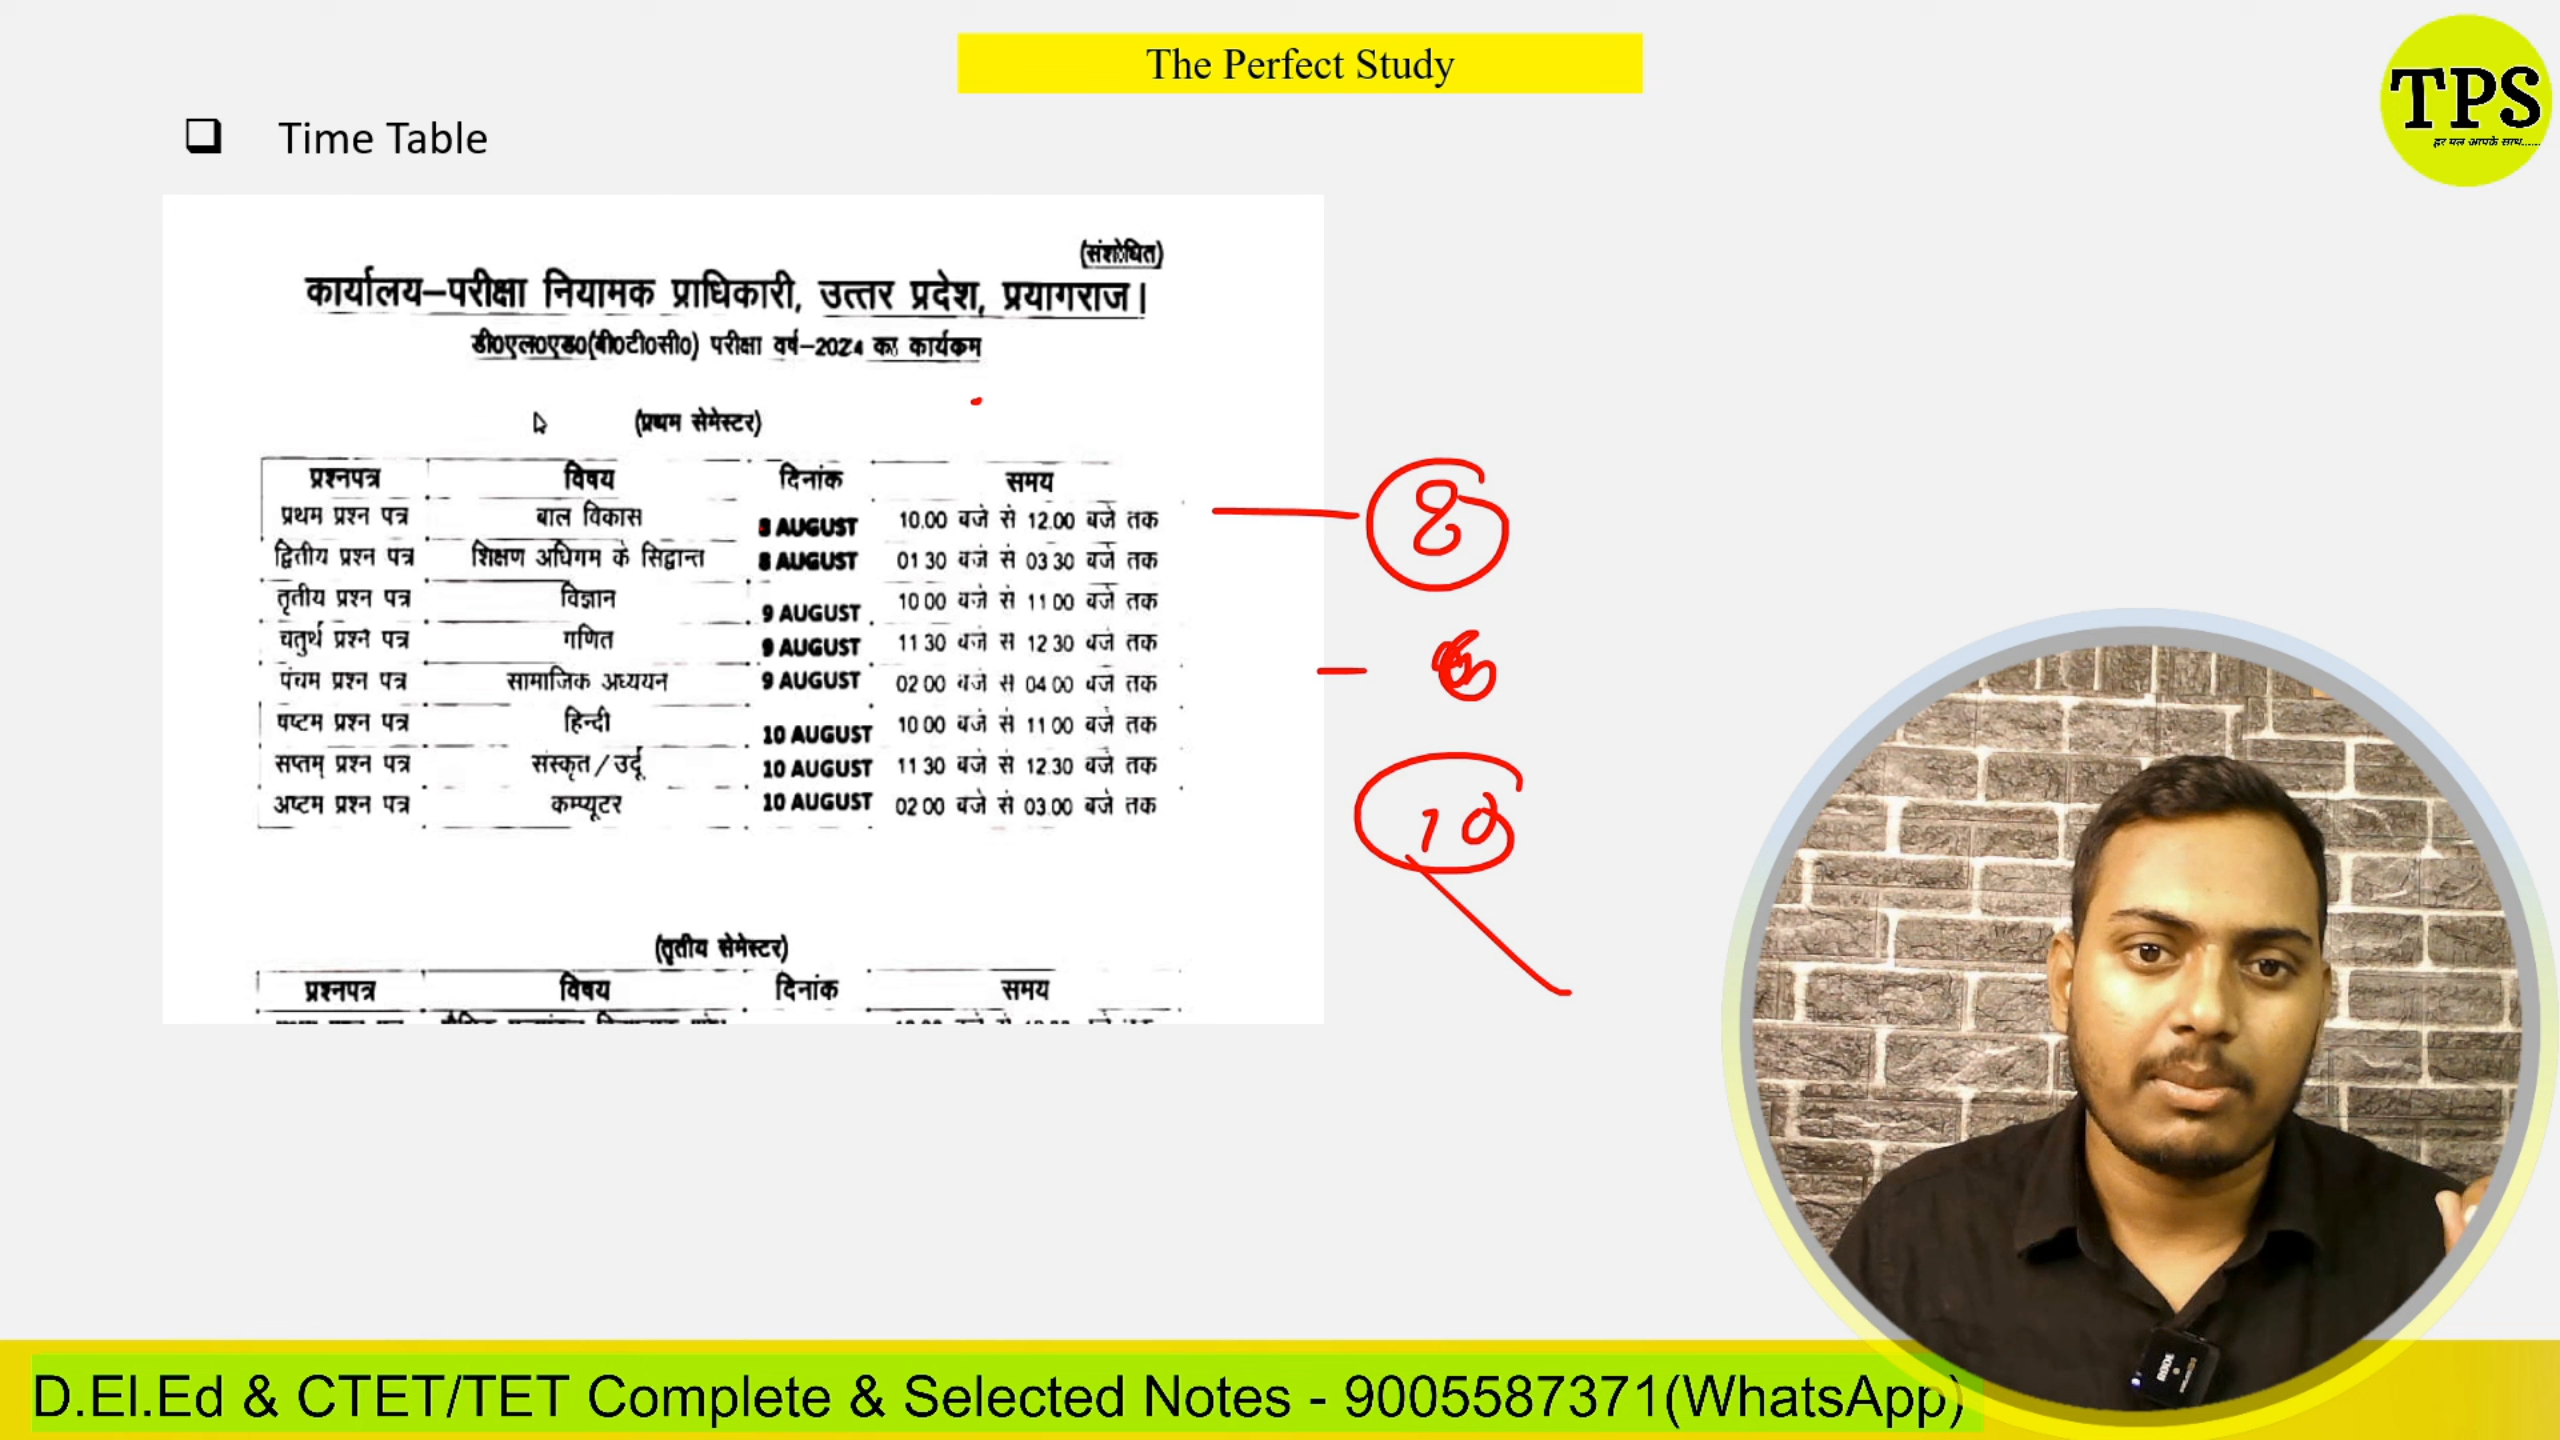 The Perfect Study
TPS
हर पल आपके साथ......
❑ Time Table
(संशोधित)
कार्यालय–परीक्षा नियामक प्राधिकारी, उत्तर प्रदेश, प्रयागराज।
डी0एल0एड0(बी0टी0सी0) परीक्षा वर्ष–2024 का कार्यक्रम
(प्रथम सेमेस्टर)
प्रश्नपत्र विषय दिनांक समय
प्रथम प्रश्न पत्र बाल विकास 8 AUGUST 10.00 बजे से 12.00 बजे तक
द्वितीय प्रश्न पत्र शिक्षण अधिगम के सिद्वान्त 8 AUGUST 01 30 बजे से 03 30 बजे तक
तृतीय प्रश्न पत्र विज्ञान 9 AUGUST 10 00 बजे से 11 00 बजे तक
चतुर्थ प्रश्न पत्र गणित 9 AUGUST 11 30 बजे से 12 30 बजे तक
पंचम प्रश्न पत्र सामाजिक अध्ययन 9 AUGUST 02 00 बजे से 04 00 बजे तक
षष्टम प्रश्न पत्र हिन्दी 10 AUGUST 10 00 बजे से 11 00 बजे तक
सप्तम् प्रश्न पत्र संस्कृत / उर्दू 10 AUGUST 11 30 बजे से 12.30 बजे तक
अष्टम प्रश्न पत्र कम्प्यूटर 10 AUGUST 02 00 बजे से 03.00 बजे तक
8
10
(तृतीय सेमेस्टर)
प्रश्नपत्र विषय दिनांक समय
D.El.Ed & CTET/TET Complete & Selected Notes - 9005587371(WhatsApp)